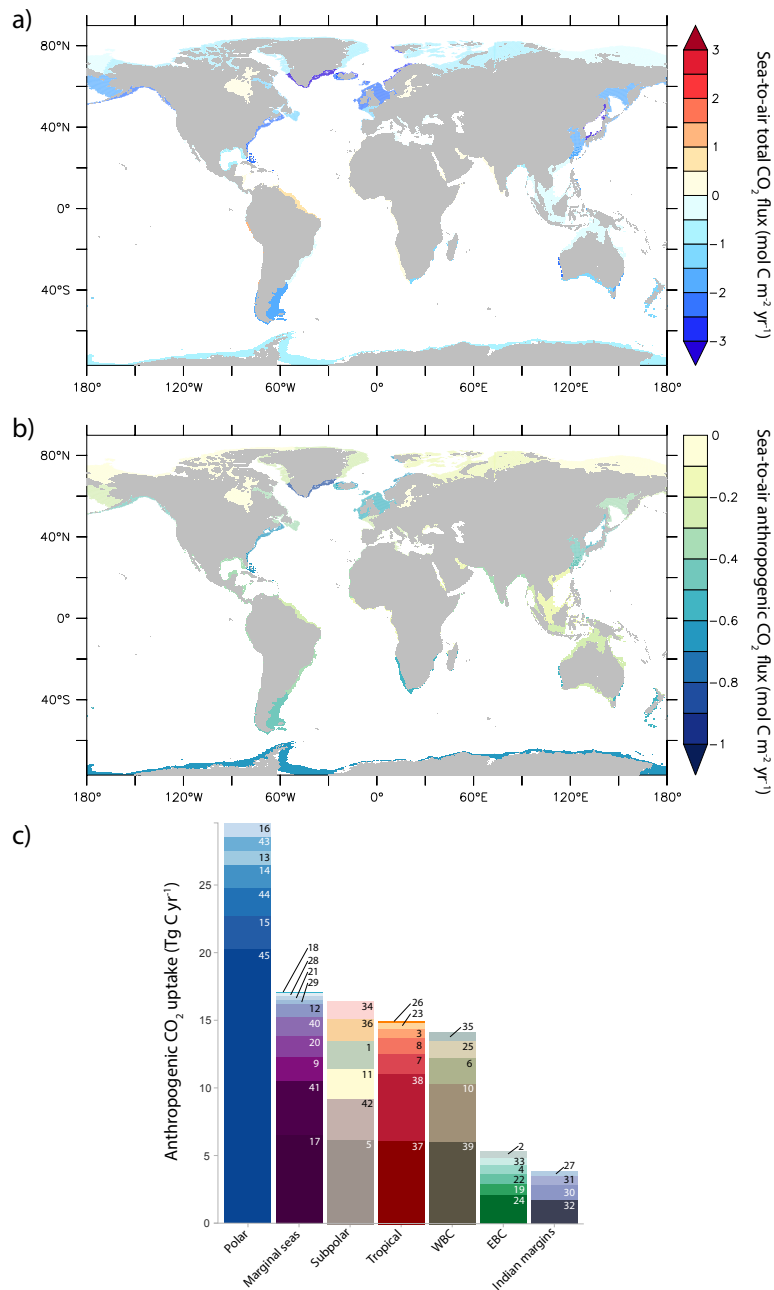 a)
80°N
40°N
0°
40°S
180°
120°W
60°W
0°
60°E
120°E
180°
3
2
1
0
−1
−2
−3
Sea-to-air total CO₂ flux (mol C m⁻² yr⁻¹)
b)
80°N
40°N
0°
40°S
180°
120°W
60°W
0°
60°E
120°E
180°
0
−0.2
−0.4
−0.6
−0.8
−1
Sea-to-air anthropogenic CO₂ flux (mol C m⁻² yr⁻¹)
c)
Anthropogenic CO₂ uptake (Tg C yr⁻¹)
25
20
15
10
5
0
16
43
13
14
44
15
45
18
28
21
29
12
40
20
9
41
17
34
36
1
11
42
5
26
23
3
8
7
38
37
35
25
6
10
39
2
33
4
22
19
24
27
31
30
32
Polar
Marginal seas
Subpolar
Tropical
WBC
EBC
Indian margins